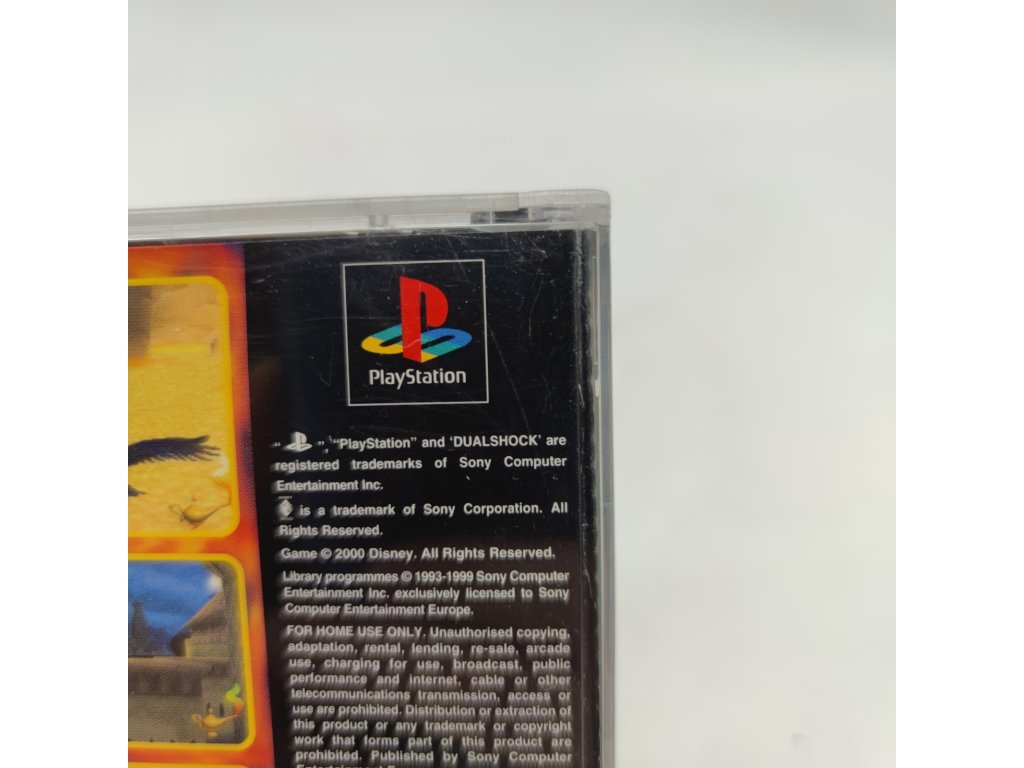 PlayStation
" ", "PlayStation" and 'DUALSHOCK' are
registered trademarks of Sony Computer
Entertainment Inc.
is a trademark of Sony Corporation. All
Rights Reserved.
Game © 2000 Disney. All Rights Reserved.
Library programmes © 1993-1999 Sony Computer
Entertainment Inc. exclusively licensed to Sony
Computer Entertainment Europe.
FOR HOME USE ONLY. Unauthorised copying,
adaptation, rental, lending, re-sale, arcade
use, charging for use, broadcast, public
performance and internet, cable or other
telecommunications transmission, access or
use are prohibited. Distribution or extraction of
this product or any trademark or copyright
work that forms part of this product are
prohibited. Published by Sony Computer
Entertainment